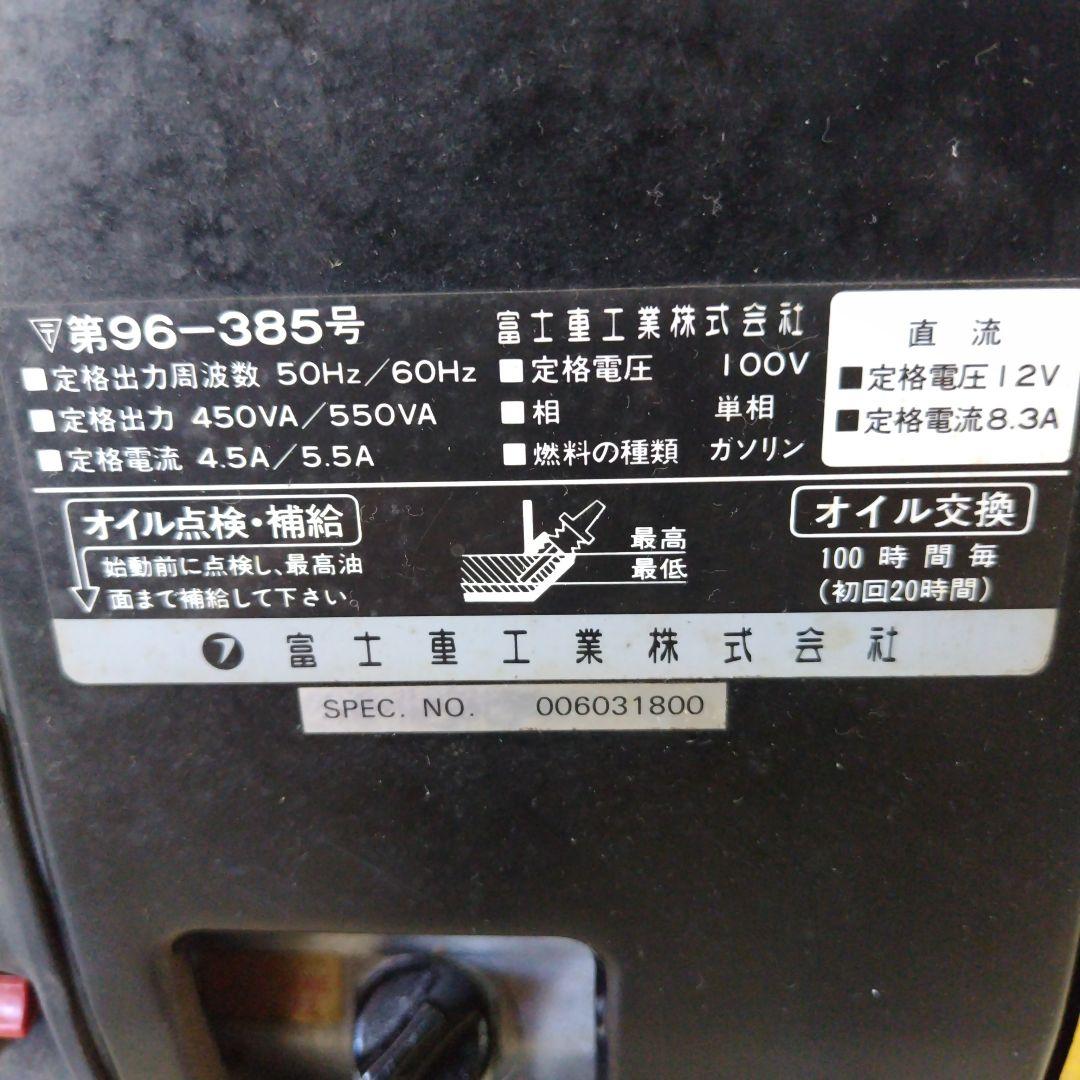 〒 第96-385号
富士重工業株式会社
■定格出力周波数 50Hz/60Hz
■定格電圧 100V
■定格出力 450VA/550VA
■相 単相
■定格電流 4.5A/5.5A
■燃料の種類 ガソリン
直流
■定格電圧12V
■定格電流8.3A
オイル点検・補給
始動前に点検し、最高油
面まで補給して下さい。
最高
最低
オイル交換
100時間毎
(初回20時間)
フ 富士重工業株式会社
SPEC. NO. 006031800